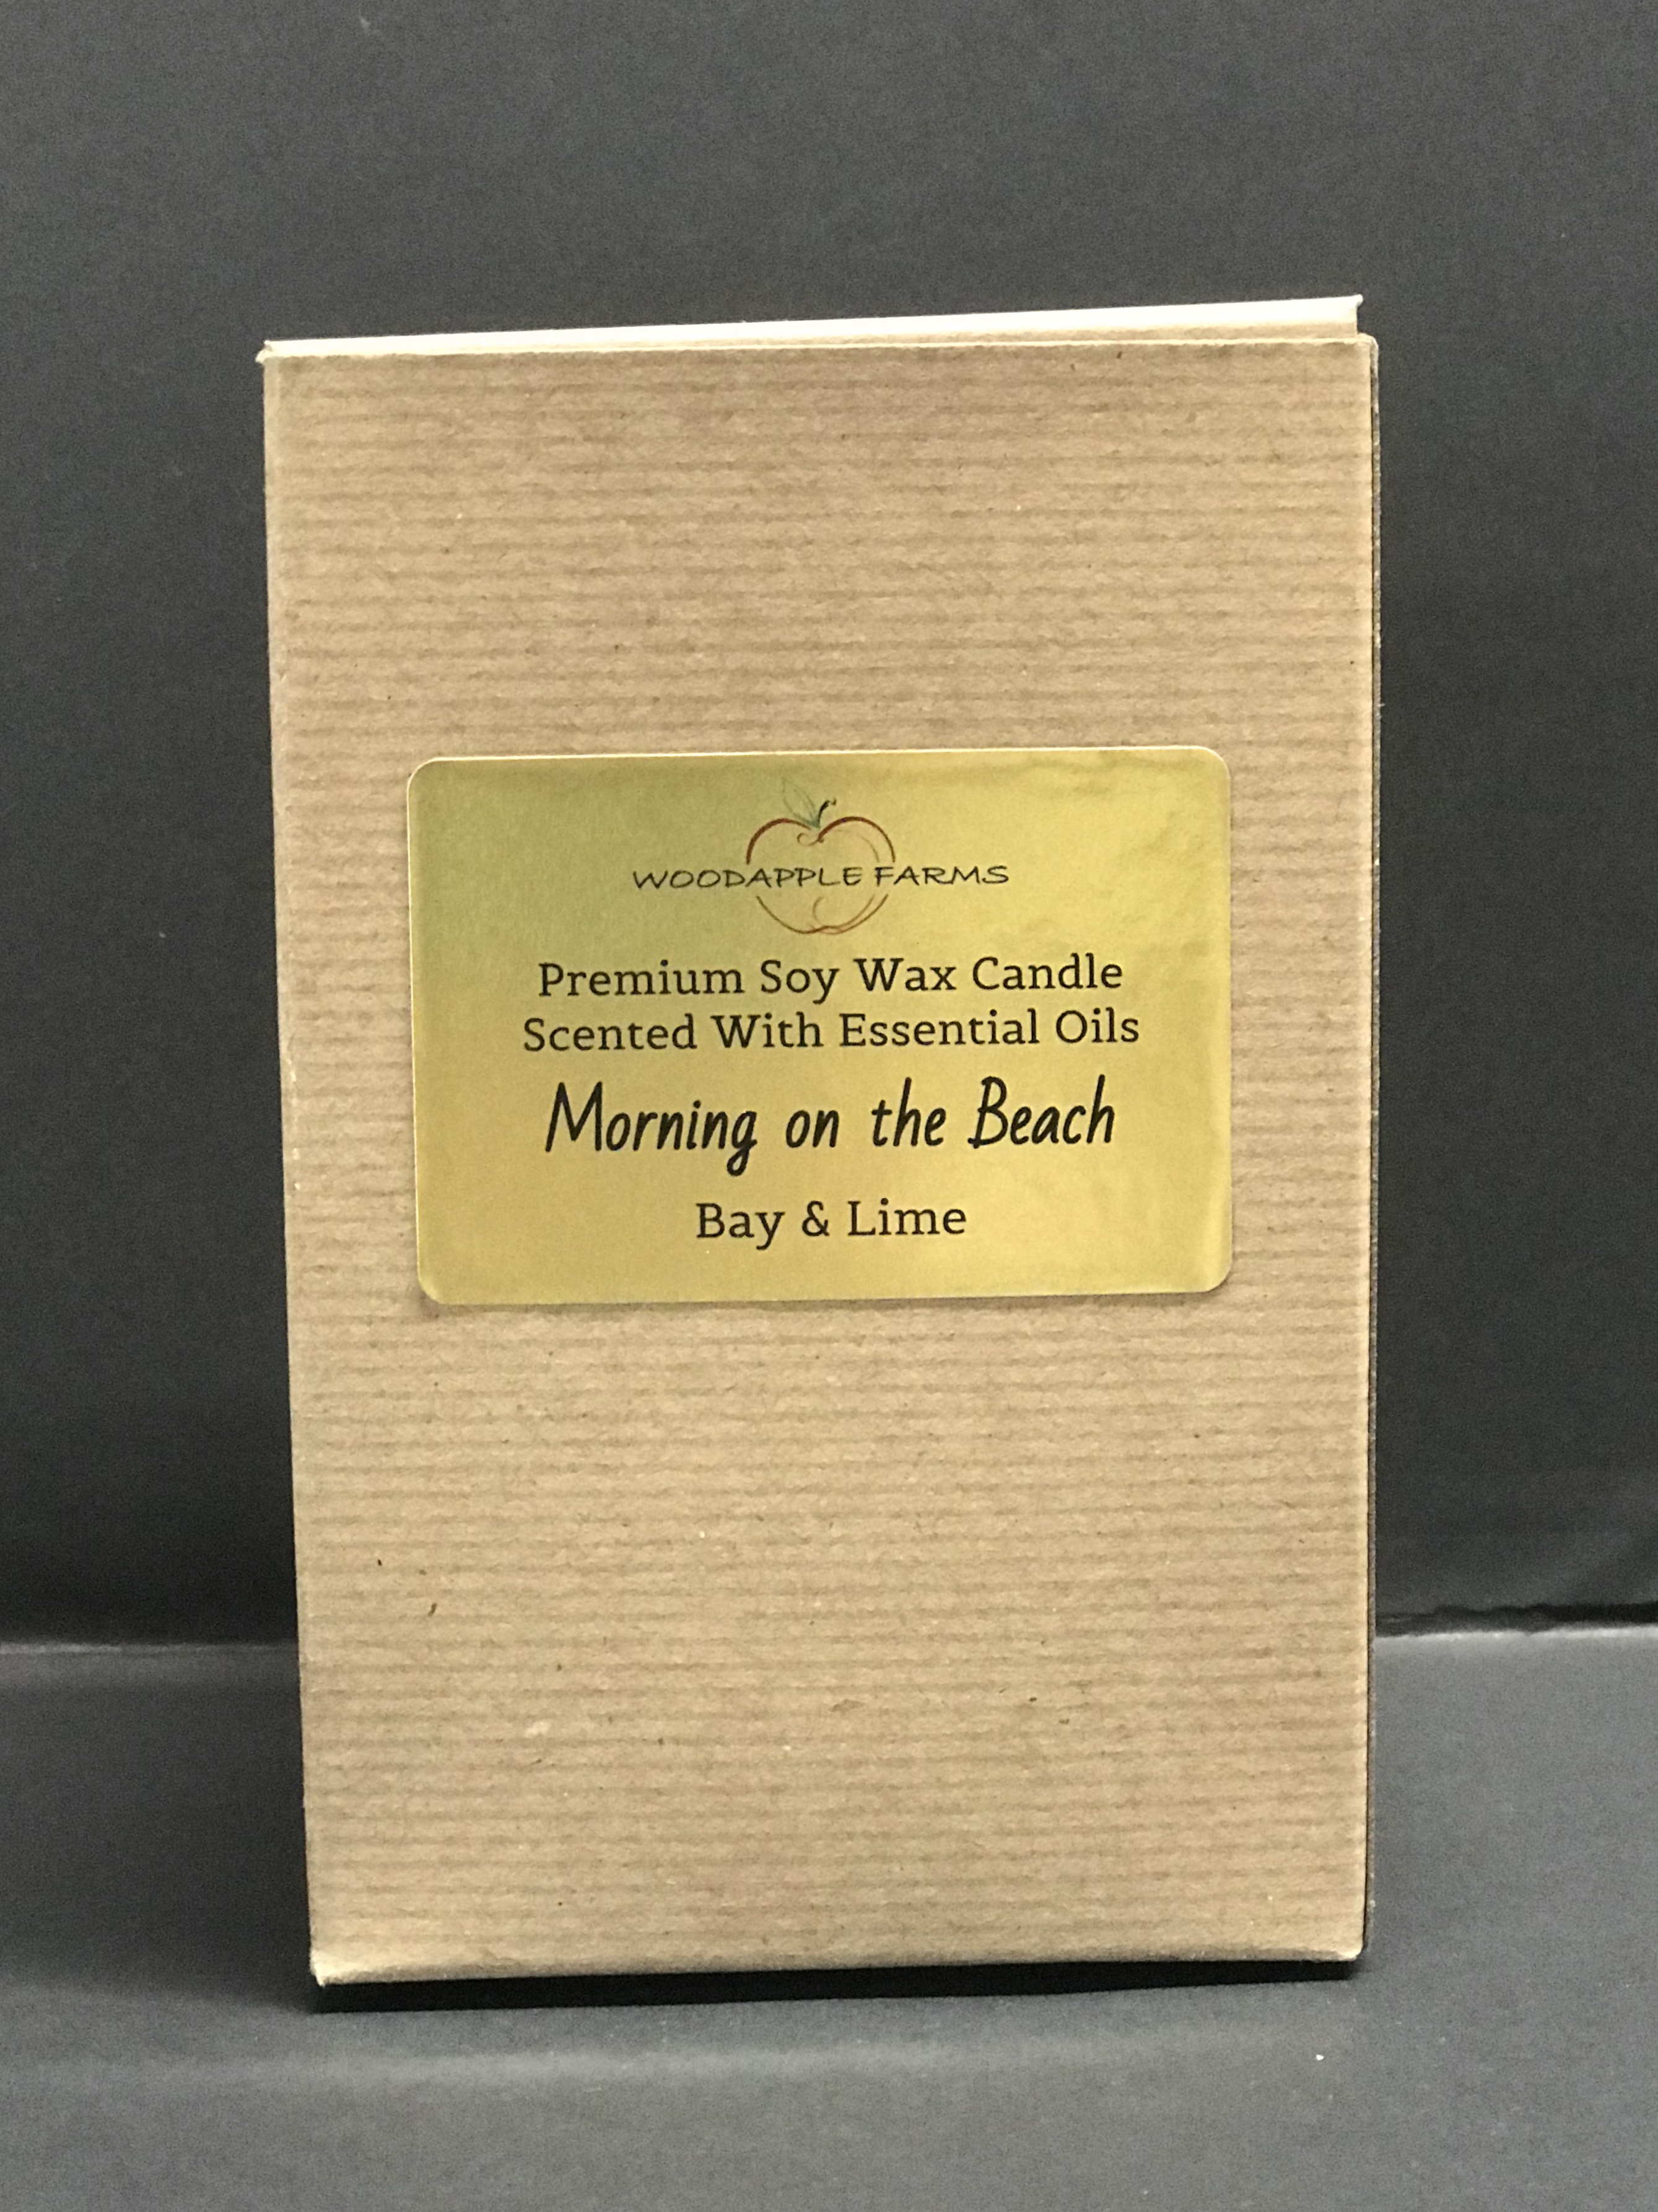 WOODAPPLE FARMS
Premium Soy Wax Candle
Scented With Essential Oils
Morning on the Beach
Bay & Lime